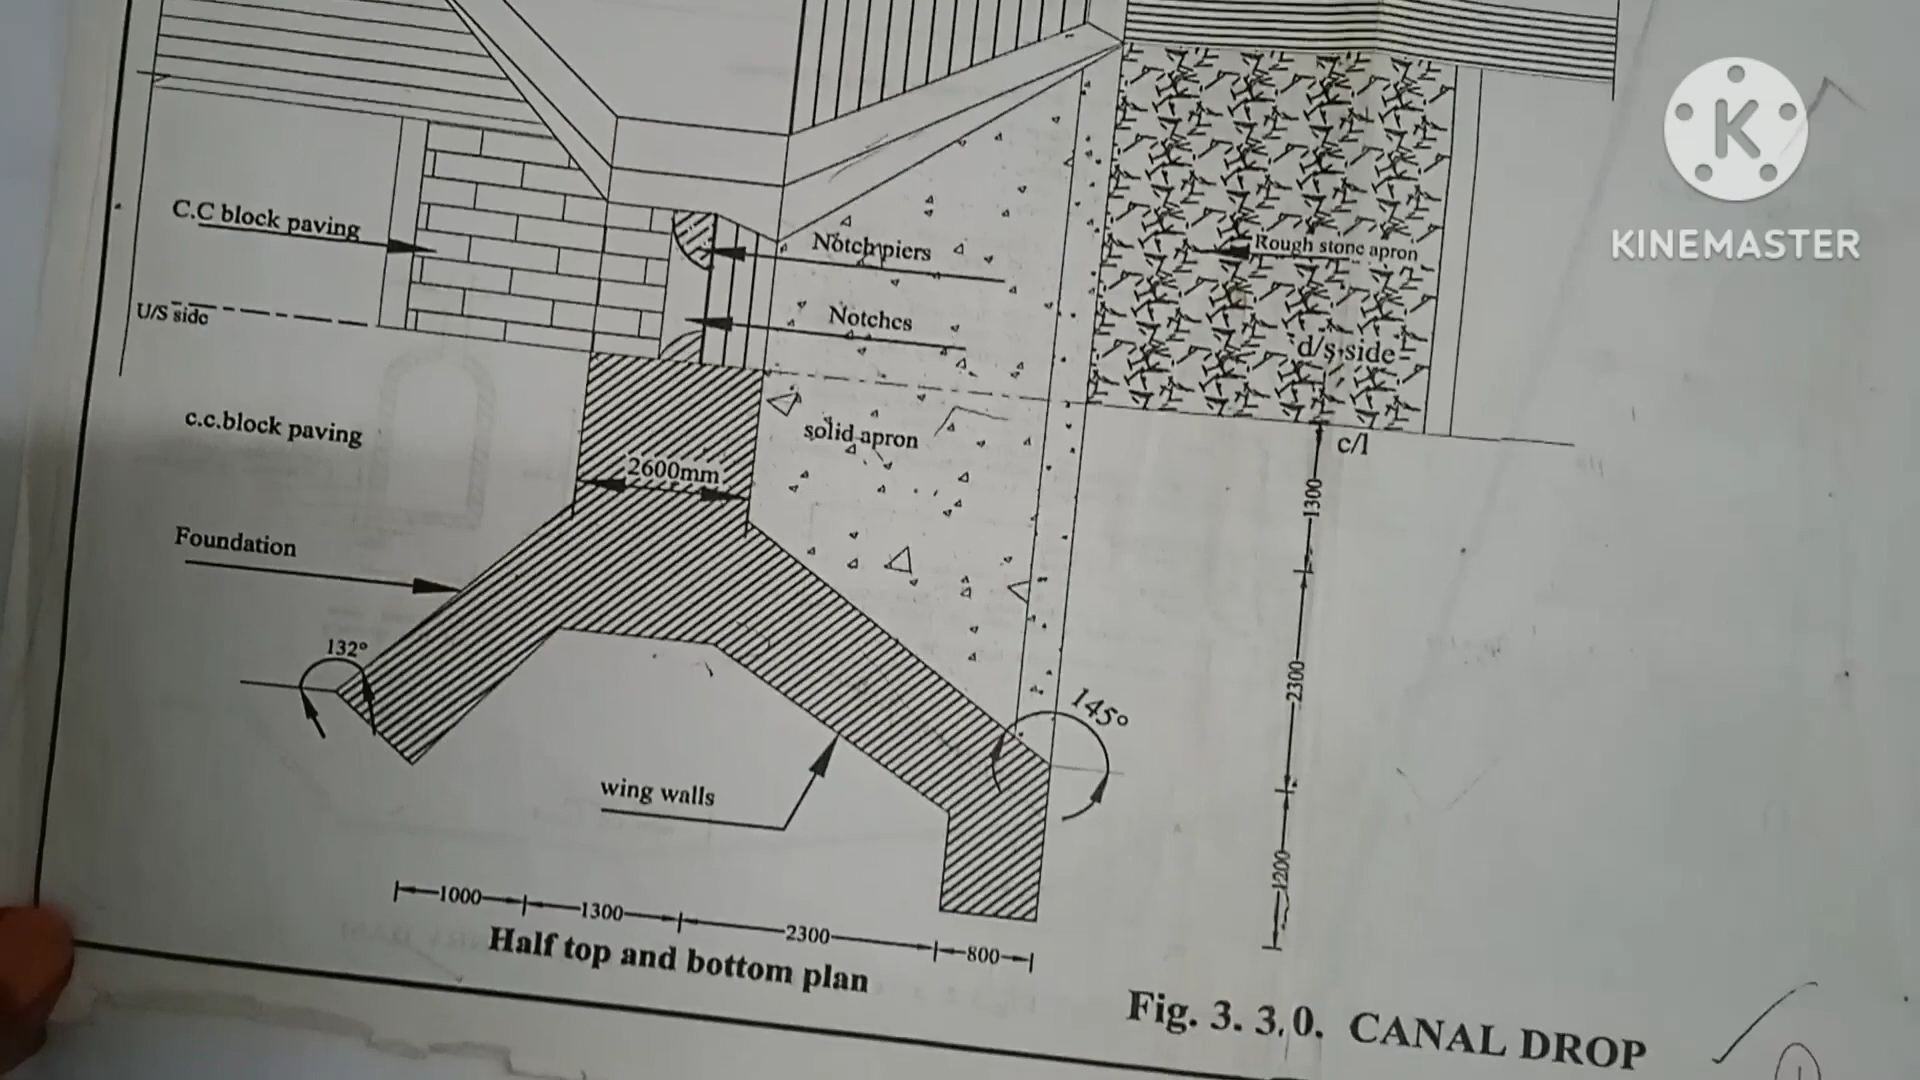 K
KINEMASTER
C.C block paving
Notch piers
Rough stone apron
U/S side
Notches
d/s side
c.c.block paving
solid apron
c/l
2600mm
1300
Foundation
132°
2300
145°
wing walls
1200
1000
1300
2300
800
Half top and bottom plan
Fig. 3. 3.0. CANAL DROP